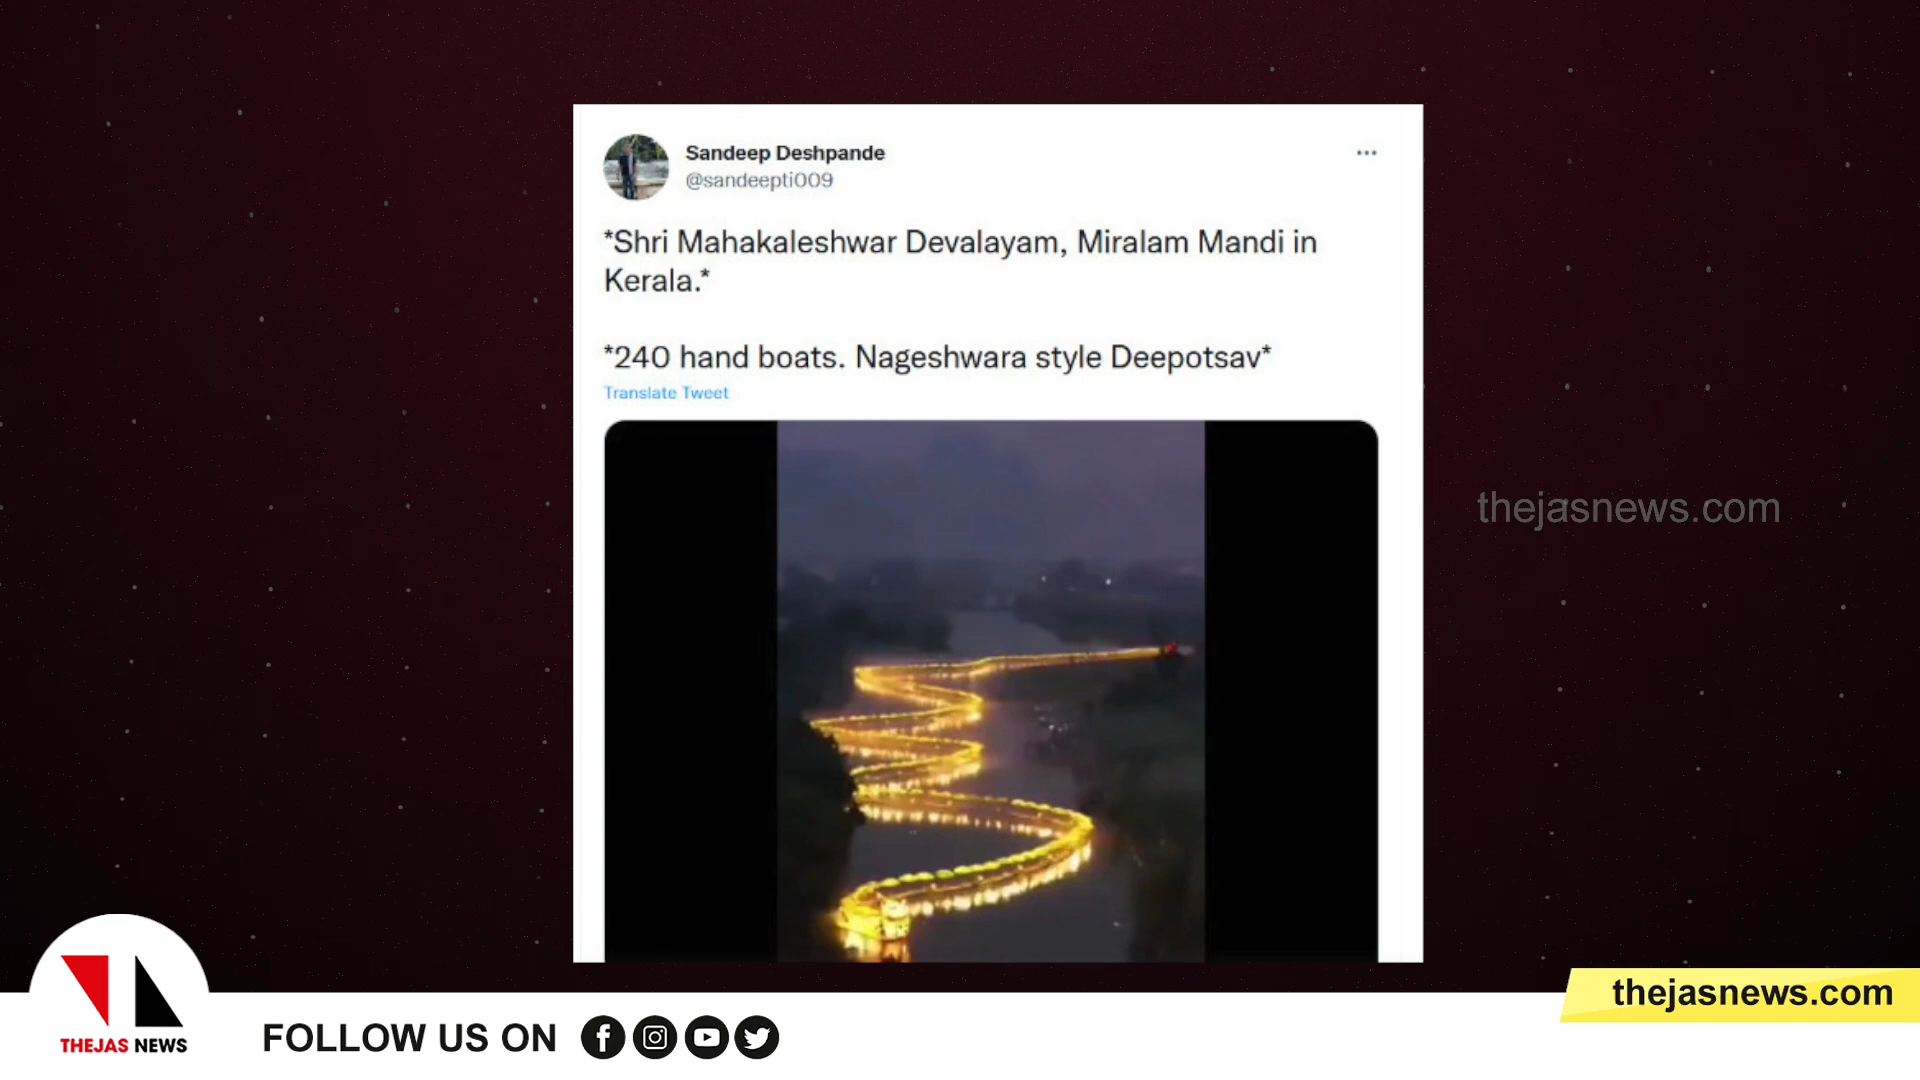 Sandeep Deshpande
@sandeepti009
*Shri Mahakaleshwar Devalayam, Miralam Mandi in
Kerala.*
*240 hand boats. Nageshwara style Deepotsav*
Translate Tweet
thejasnews.com
thejasnews.com
THEJAS NEWS
FOLLOW US ON